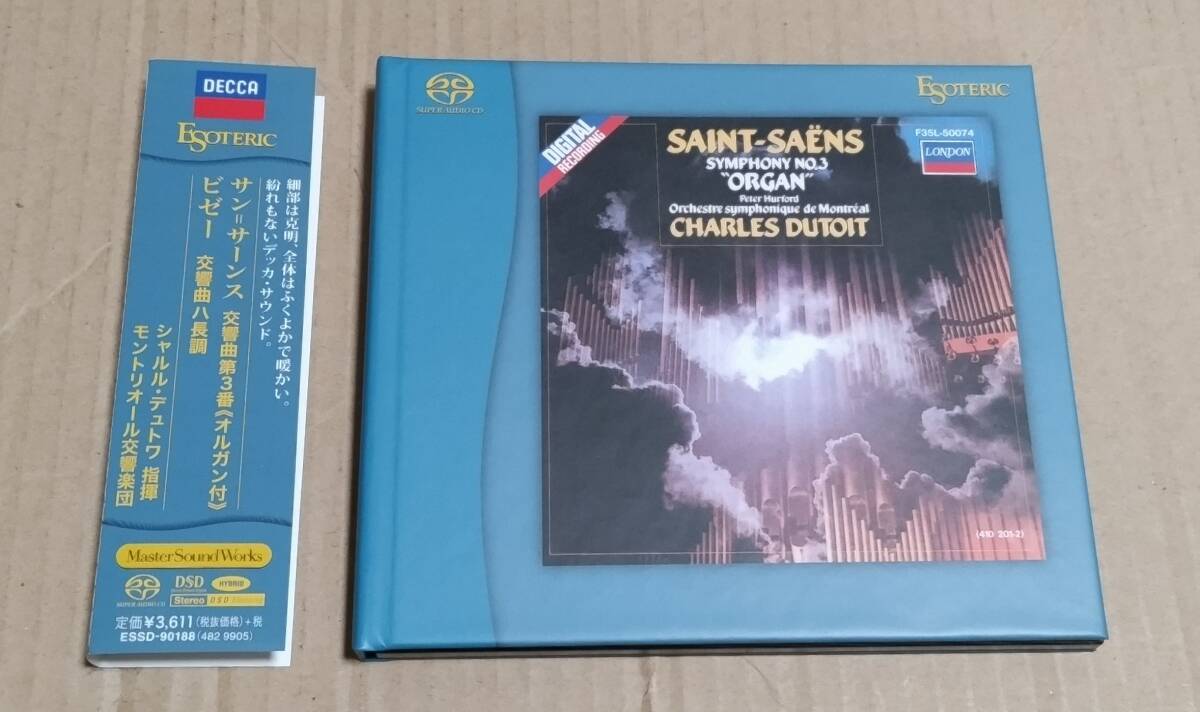 DECCA
ESOTERIC
細部は克明、全体はふくよかで暖かい。
紛れもないデッカ・サウンド。
サン＝サーンス 交響曲第3番《オルガン付》
ビゼー 交響曲ハ長調
シャルル・デュトワ 指揮
モントリオール交響楽団
MasterSoundWorks
SUPER AUDIO CD
DSD
HYBRID
Stereo
DSD
定価¥3,611(税抜価格)+税
ESSD-90188(482 9905)
SUPER AUDIO CD
ESOTERIC
DIGITAL
RECORDING
SAINT-SAËNS
SYMPHONY NO.3
"ORGAN"
Peter Hurford
Orchestre symphonique de Montréal
CHARLES DUTOIT
F35L-50074
LONDON
(410 201-2)